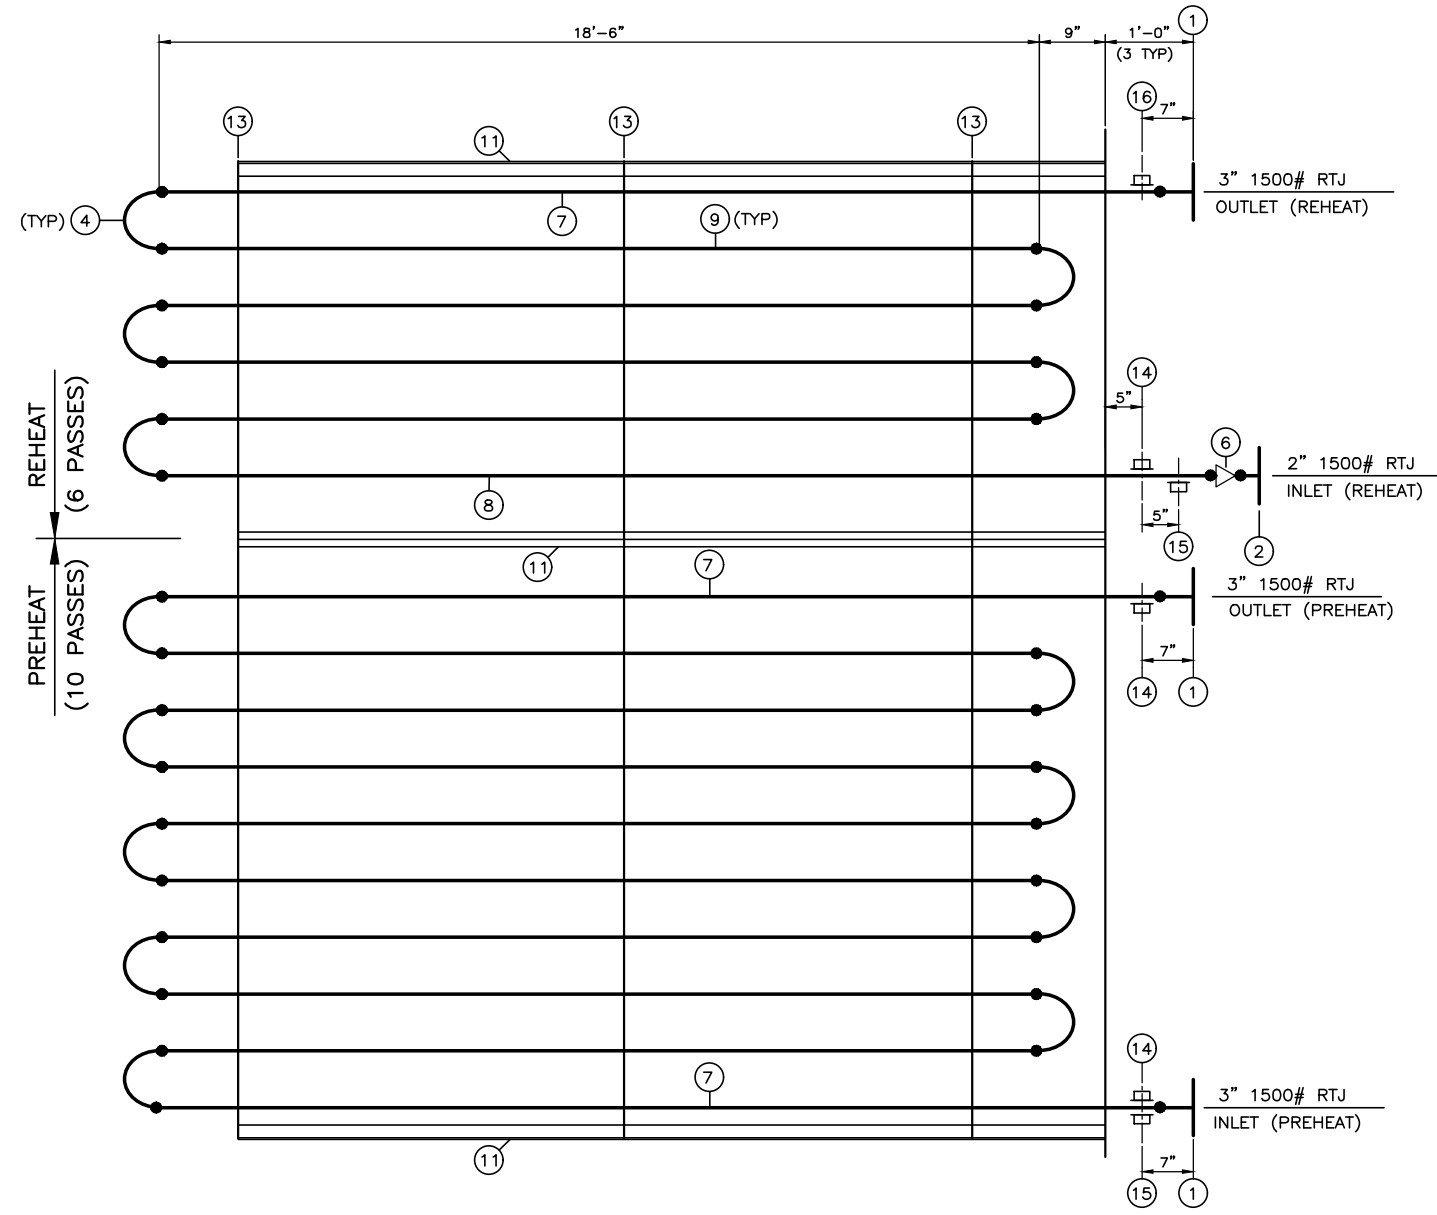 18'-6"
9"
1'-0"
(3 TYP)
1
16
7"
13
13
13
11
3" 1500# RTJ
OUTLET (REHEAT)
(TYP) 4
7
9 (TYP)
14
5"
REHEAT
(6 PASSES)
6
2" 1500# RTJ
INLET (REHEAT)
8
5"
15
2
11
7
PREHEAT
(10 PASSES)
3" 1500# RTJ
OUTLET (PREHEAT)
7"
14
1
14
7
3" 1500# RTJ
INLET (PREHEAT)
11
7"
15
1